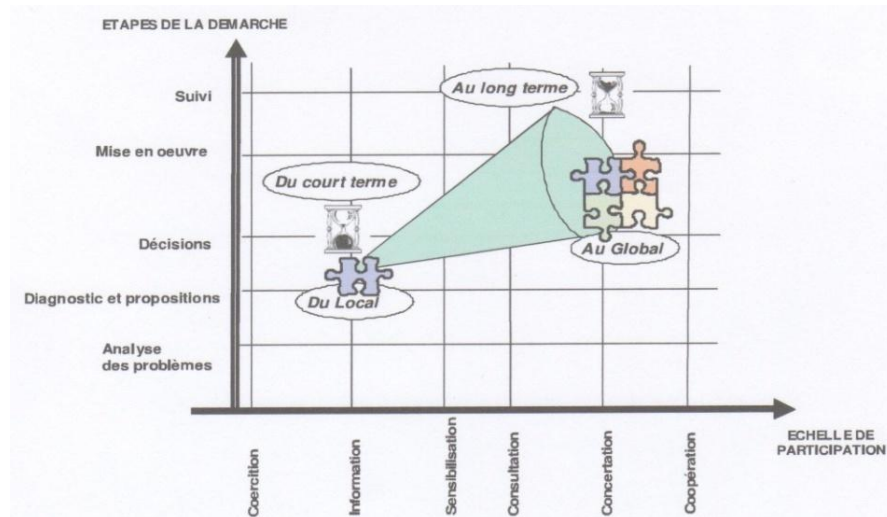 ETAPES DE LA DEMARCHE
Suivi
Au long terme
Mise en oeuvre
Du court terme
Décisions
Au Global
Diagnostic et propositions
Du Local
Analyse
des problèmes
ECHELLE DE
PARTICIPATION
Coercition
Information
Sensibilisation
Consultation
Concertation
Coopération